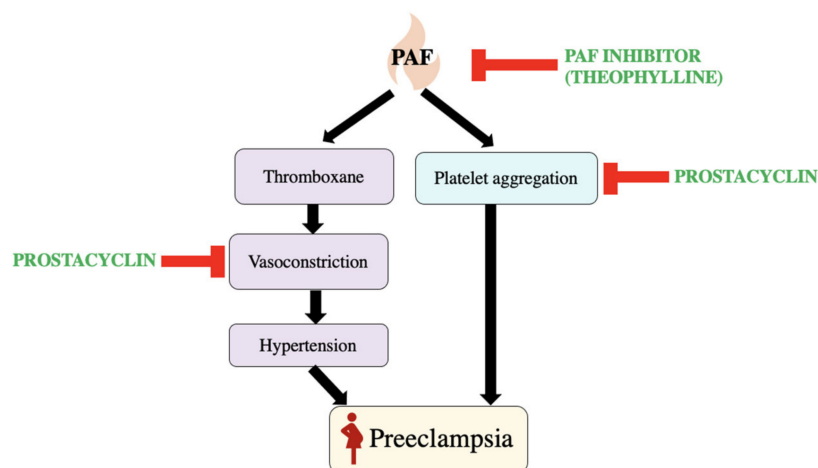 PAF
PAF INHIBITOR
(THEOPHYLLINE)
Thromboxane
Platelet aggregation
PROSTACYCLIN
PROSTACYCLIN
Vasoconstriction
Hypertension
Preeclampsia